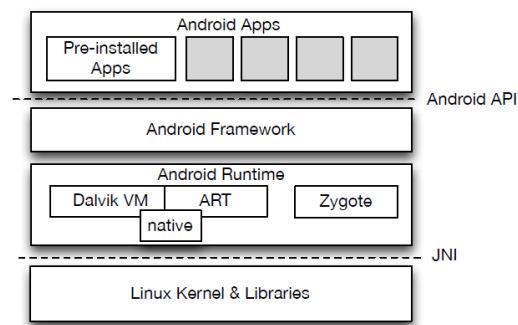 Android Apps
Pre-installed
Apps
Android API
Android Framework
Android Runtime
Dalvik VM
ART
Zygote
native
JNI
Linux Kernel & Libraries